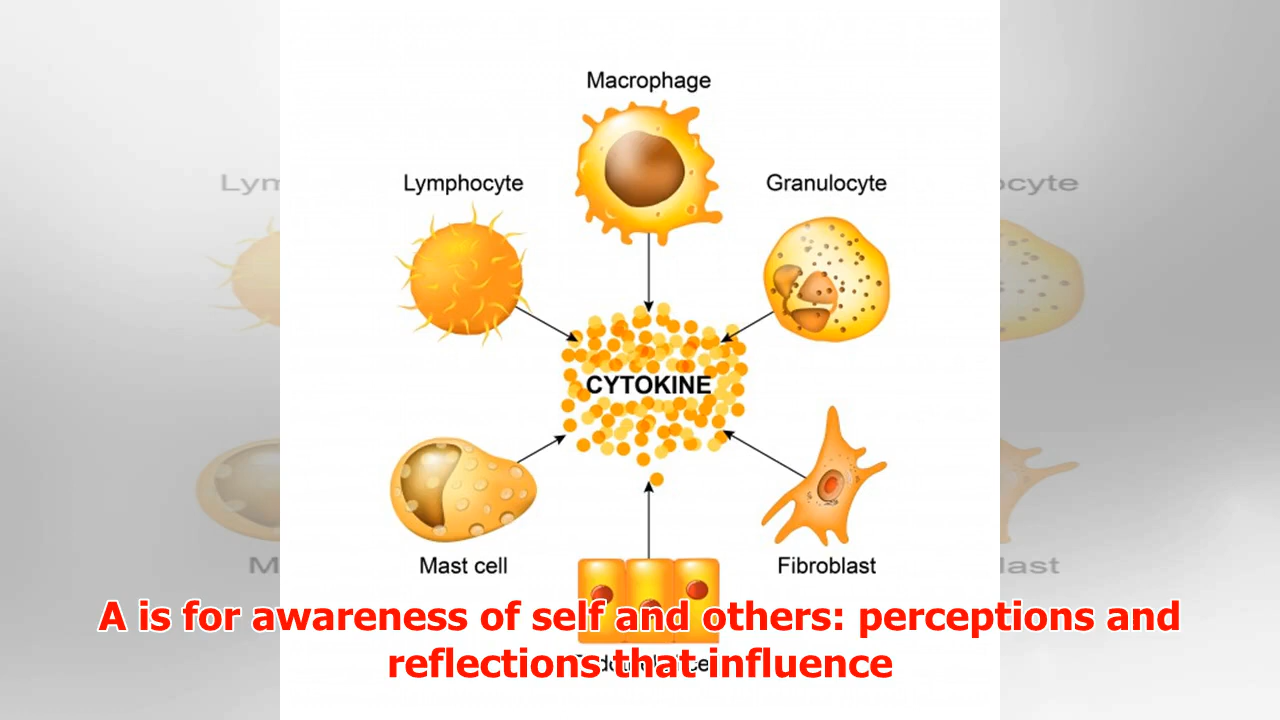 Macrophage
Lymphocyte
Granulocyte
CYTOKINE
Mast cell
Fibroblast
A is for awareness of self and others: perceptions and
reflections that influence